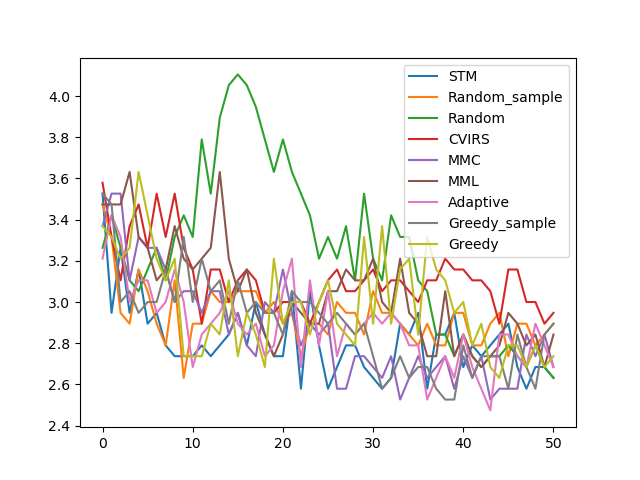 STM
Random_sample
Random
CVIRS
MMC
MML
Adaptive
Greedy_sample
Greedy
4.0
3.8
3.6
3.4
3.2
3.0
2.8
2.6
2.4
0 10 20 30 40 50